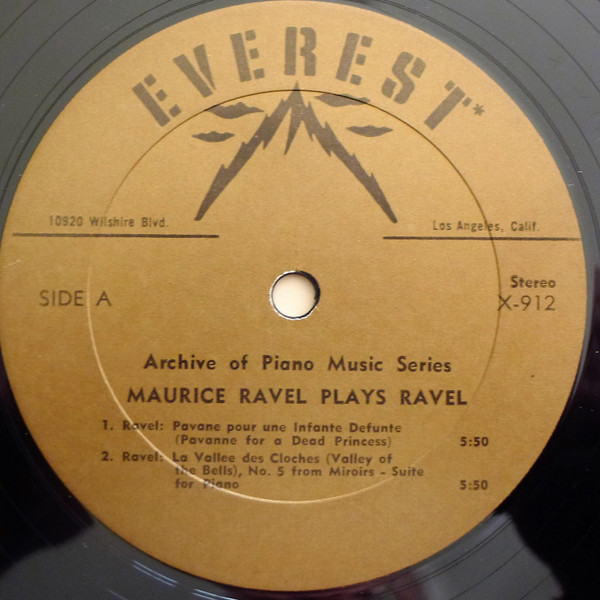 EVEREST*
10920 Wilshire Blvd.
Los Angeles, Calif.
SIDE A
Stereo
X-912
Archive of Piano Music Series
MAURICE RAVEL PLAYS RAVEL
1. Ravel: Pavane pour une Infante Defunte
(Pavanne for a Dead Princess) 5:50
2. Ravel: La Vallee des Cloches (Valley of
the Bells), No. 5 from Miroirs - Suite
for Piano 5:50